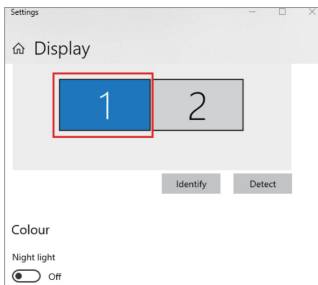 Settings
Display
1 2
Identify Detect
Colour
Night light
Off